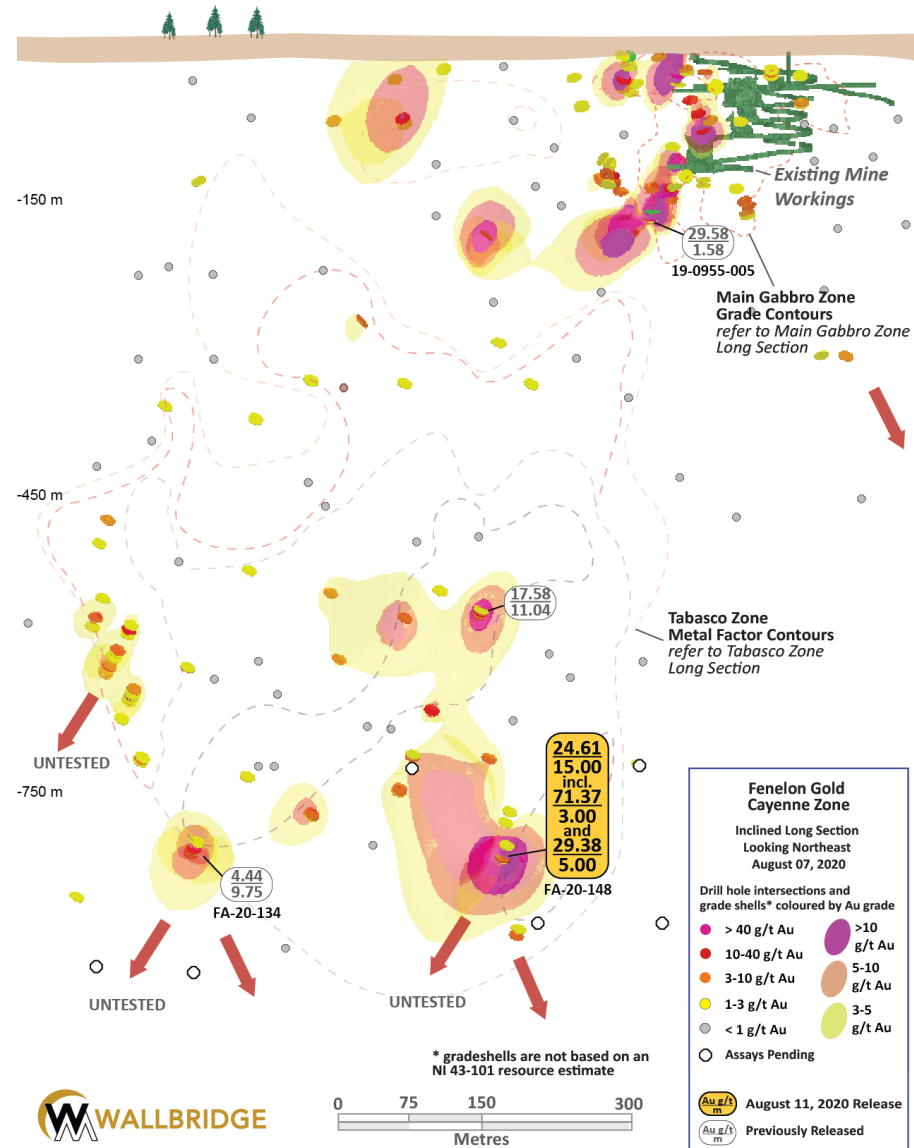 -150 m
Existing Mine
Workings
29.58
1.58
19-0955-005
Main Gabbro Zone
Grade Contours
refer to Main Gabbro Zone
Long Section
-450 m
17.58
11.04
Tabasco Zone
Metal Factor Contours
refer to Tabasco Zone
Long Section
UNTESTED
-750 m
24.61
15.00
incl.
71.37
3.00
and
29.38
5.00
FA-20-148
4.44
9.75
FA-20-134
UNTESTED
UNTESTED
Fenelon Gold
Cayenne Zone
Inclined Long Section
Looking Northeast
August 07, 2020
Drill hole intersections and
grade shells* coloured by Au grade
> 40 g/t Au
10-40 g/t Au
3-10 g/t Au
1-3 g/t Au
< 1 g/t Au
Assays Pending
>10
g/t Au
5-10
g/t Au
3-5
g/t Au
Au g/t
m
August 11, 2020 Release
Au g/t
m
Previously Released
* gradeshells are not based on an
NI 43-101 resource estimate
WALLBRIDGE
0 75 150 300
Metres